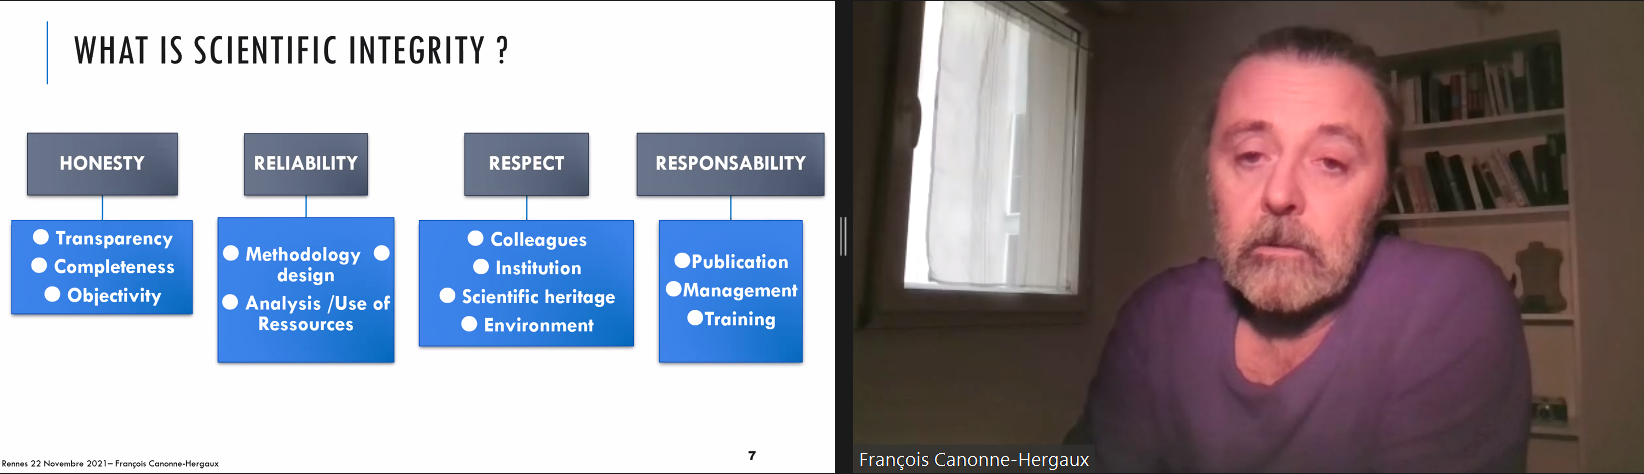 WHAT IS SCIENTIFIC INTEGRITY ?
HONESTY
Transparency
Completeness
Objectivity
RELIABILITY
Methodology
design
Analysis /Use of
Ressources
RESPECT
Colleagues
Institution
Scientific heritage
Environment
RESPONSABILITY
Publication
Management
Training
Rennes 22 Novembre 2021– François Canonne-Hergaux
7
François Canonne-Hergaux